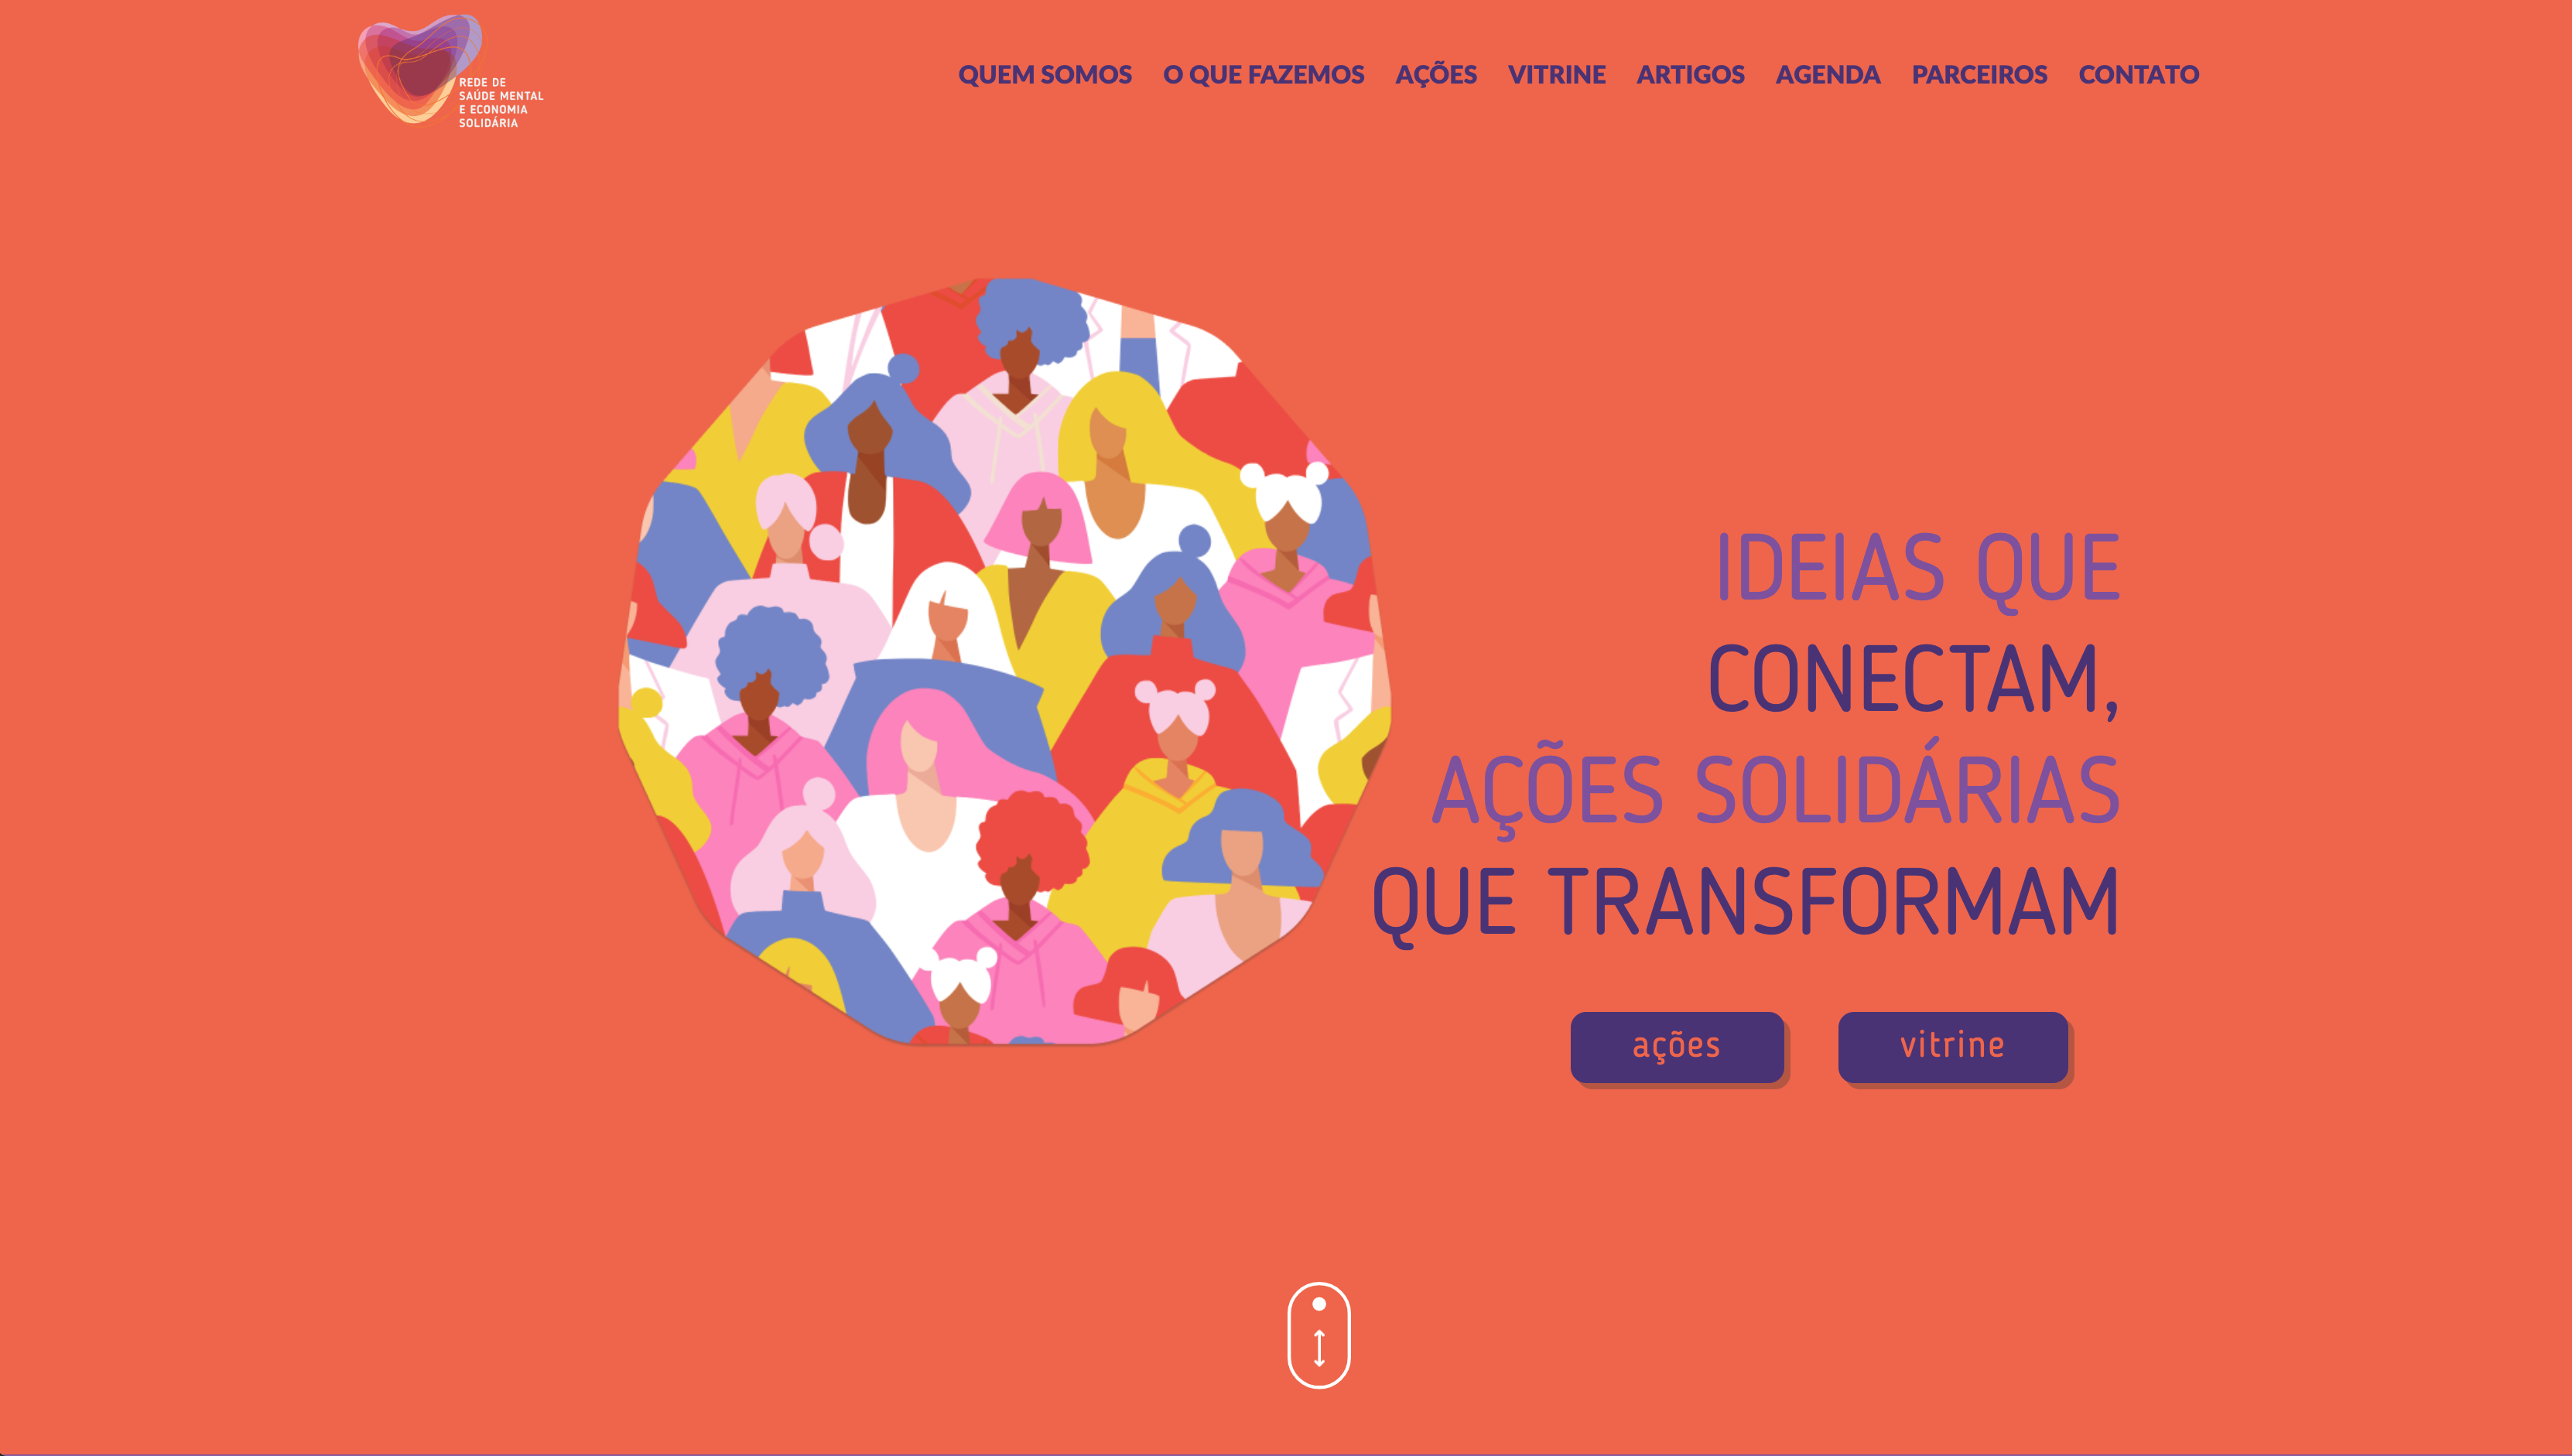 REDE DE
SAÚDE MENTAL
E ECONOMIA
SOLIDÁRIA
QUEM SOMOS O QUE FAZEMOS AÇÕES VITRINE ARTIGOS AGENDA PARCEIROS CONTATO
IDEIAS QUE
CONECTAM,
AÇÕES SOLIDÁRIAS
QUE TRANSFORMAM
ações vitrine